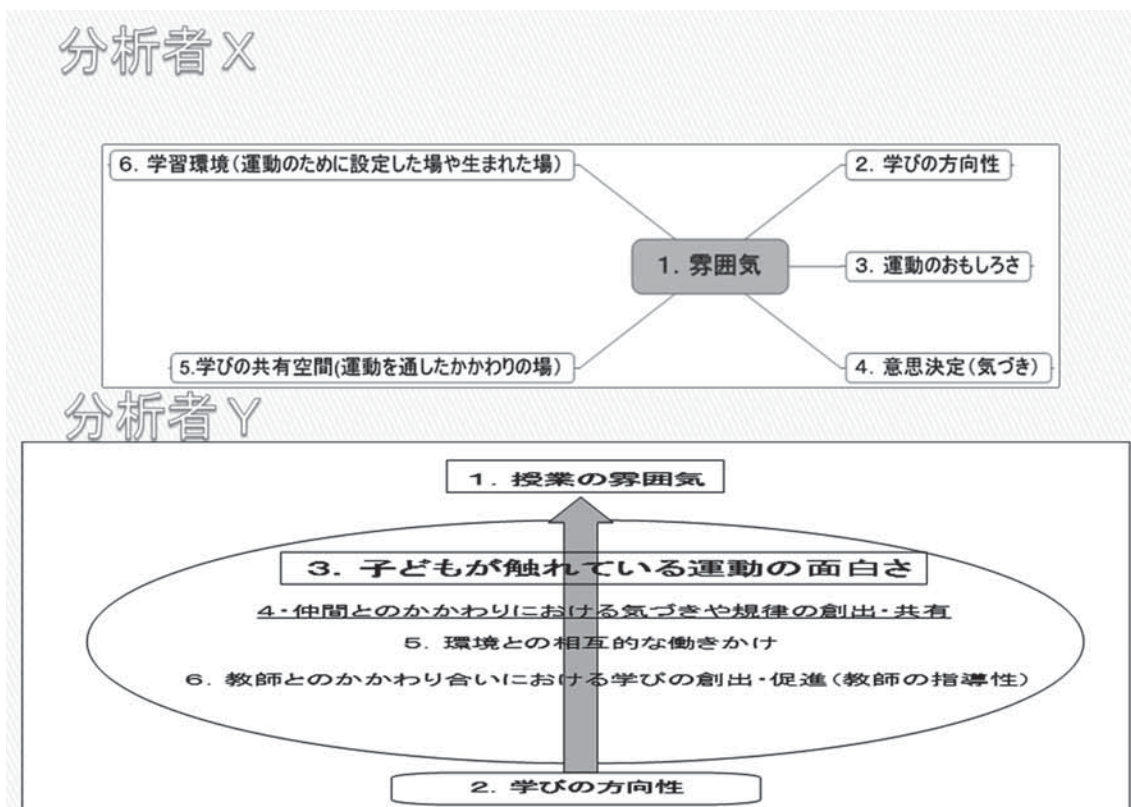 分析者X
6. 学習環境(運動のために設定した場や生まれた場)
2. 学びの方向性
1. 雰囲気
3. 運動のおもしろさ
5.学びの共有空間(運動を通したかかわりの場)
4. 意思決定(気づき)
分析者Y
1. 授業の雰囲気
3. 子どもが触れている運動の面白さ
4・仲間とのかかわりにおける気づきや規律の創出・共有
5. 環境との相互的な働きかけ
6. 教師とのかかわり合いにおける学びの創出・促進(教師の指導性)
2. 学びの方向性